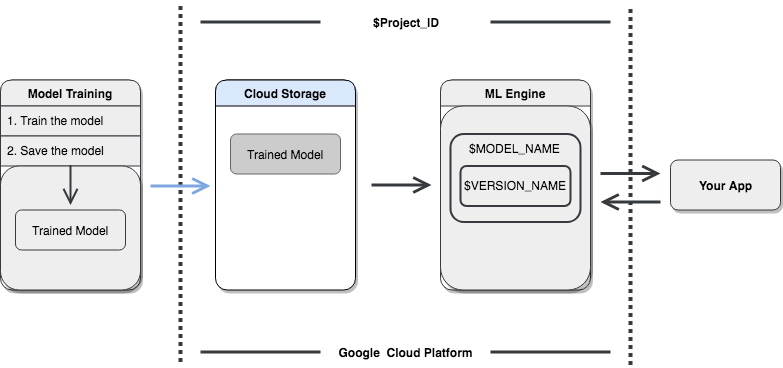 $Project_ID
Model Training
1. Train the model
2. Save the model
Trained Model
Cloud Storage
Trained Model
ML Engine
$MODEL_NAME
$VERSION_NAME
Your App
Google Cloud Platform